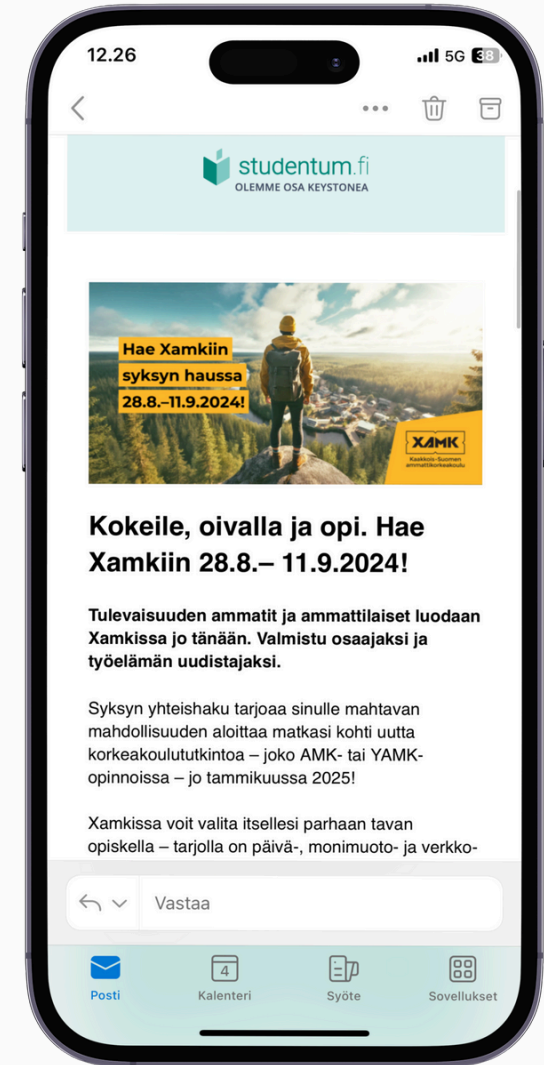 12.26
5G 38
studentum.fi
OLEMME OSA KEYSTONEA
Hae Xamkiin
syksyn haussa
28.8.–11.9.2024!
XAMK
Kaakkois-Suomen
ammattikorkeakoulu
Kokeile, oivalla ja opi. Hae
Xamkiin 28.8.– 11.9.2024!
Tulevaisuuden ammatit ja ammattilaiset luodaan
Xamkissa jo tänään. Valmistu osaajaksi ja
työelämän uudistajaksi.
Syksyn yhteishaku tarjoaa sinulle mahtavan
mahdollisuuden aloittaa matkasi kohti uutta
korkeakoulututkintoa – joko AMK- tai YAMK-
opinnoissa – jo tammikuussa 2025!
Xamkissa voit valita itsellesi parhaan tavan
opiskella – tarjolla on päivä-, monimuoto- ja verkko-
Vastaa
4
Posti
Kalenteri
Syöte
Sovellukset